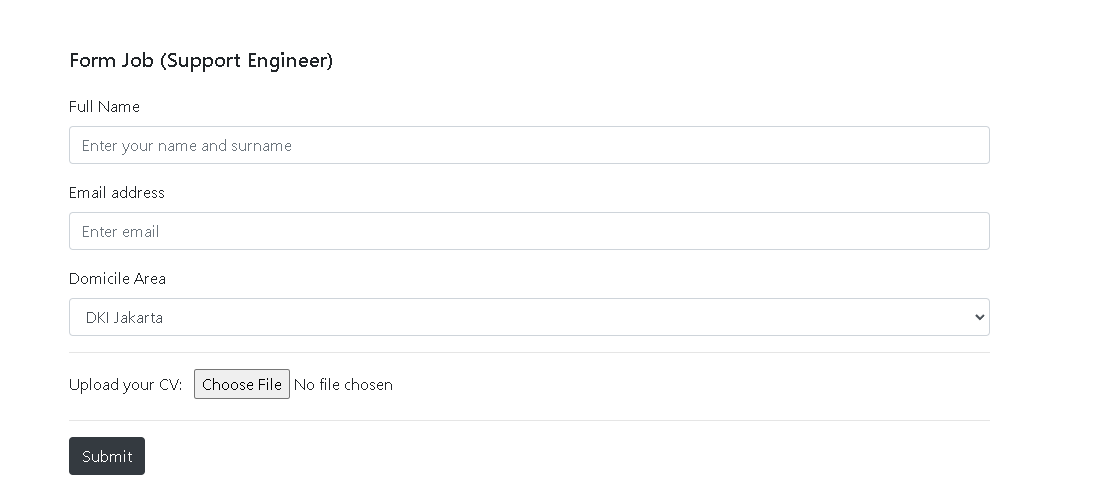 Form Job (Support Engineer)
Full Name
Enter your name and surname
Email address
Enter email
Domicile Area
DKI Jakarta
Upload your CV: Choose File No file chosen
Submit